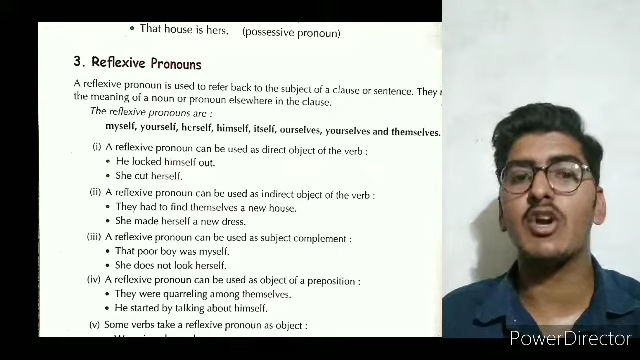 • That house is hers. (possessive pronoun)
3. Reflexive Pronouns
A reflexive pronoun is used to refer back to the subject of a clause or sentence. They
the meaning of a noun or pronoun elsewhere in the clause.
The reflexive pronouns are :
myself, yourself, herself, himself, itself, ourselves, yourselves and themselves.
(i) A reflexive pronoun can be used as direct object of the verb :
• He locked himself out.
• She cut herself.
(ii) A reflexive pronoun can be used as indirect object of the verb :
• They had to find themselves a new house.
• She made herself a new dress.
(iii) A reflexive pronoun can be used as subject complement :
• That poor boy was myself.
• She does not look herself.
(iv) A reflexive pronoun can be used as object of a preposition :
• They were quarreling among themselves.
• He started by talking about himself.
(v) Some verbs take a reflexive pronoun as object :
PowerDirector